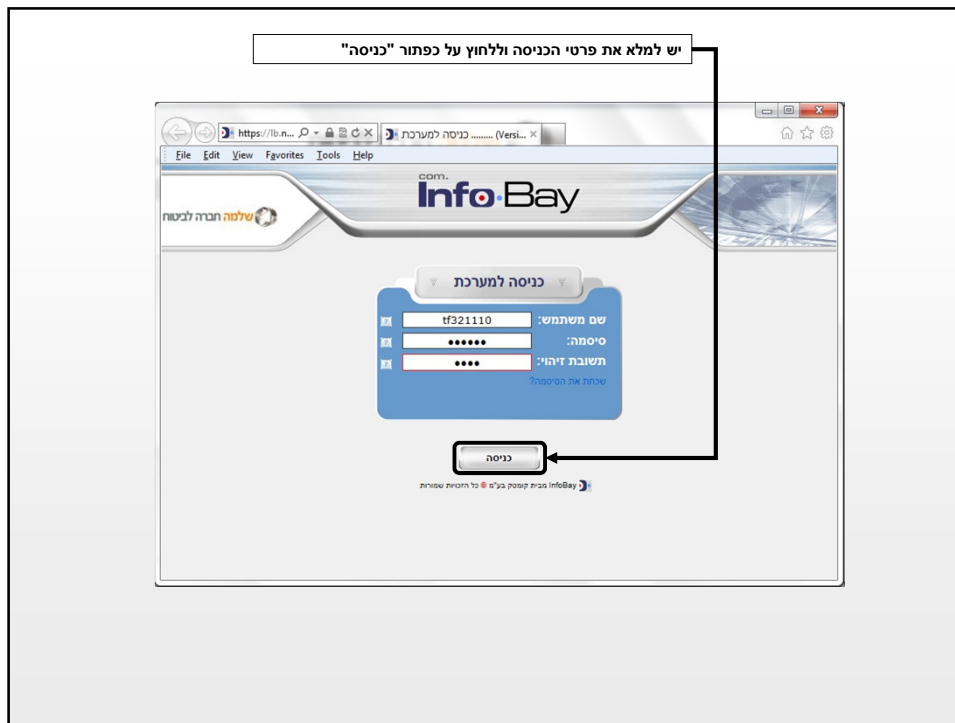 יש למלא את פרטי הכניסה וללחוץ על כפתור "כניסה"
https://lb.n...
כניסה למערכת ......... (Versi...
File Edit View Favorites Tools Help
com.
Info Bay
שלמה חברה לביטוח
כניסה למערכת
שם משתמש: tf321110
סיסמה: ••••••
תשובת זיהוי: ••••
שכחת את הסיסמה?
כניסה
InfoBay מבית קומטק בע"מ © כל הזכויות שמורות